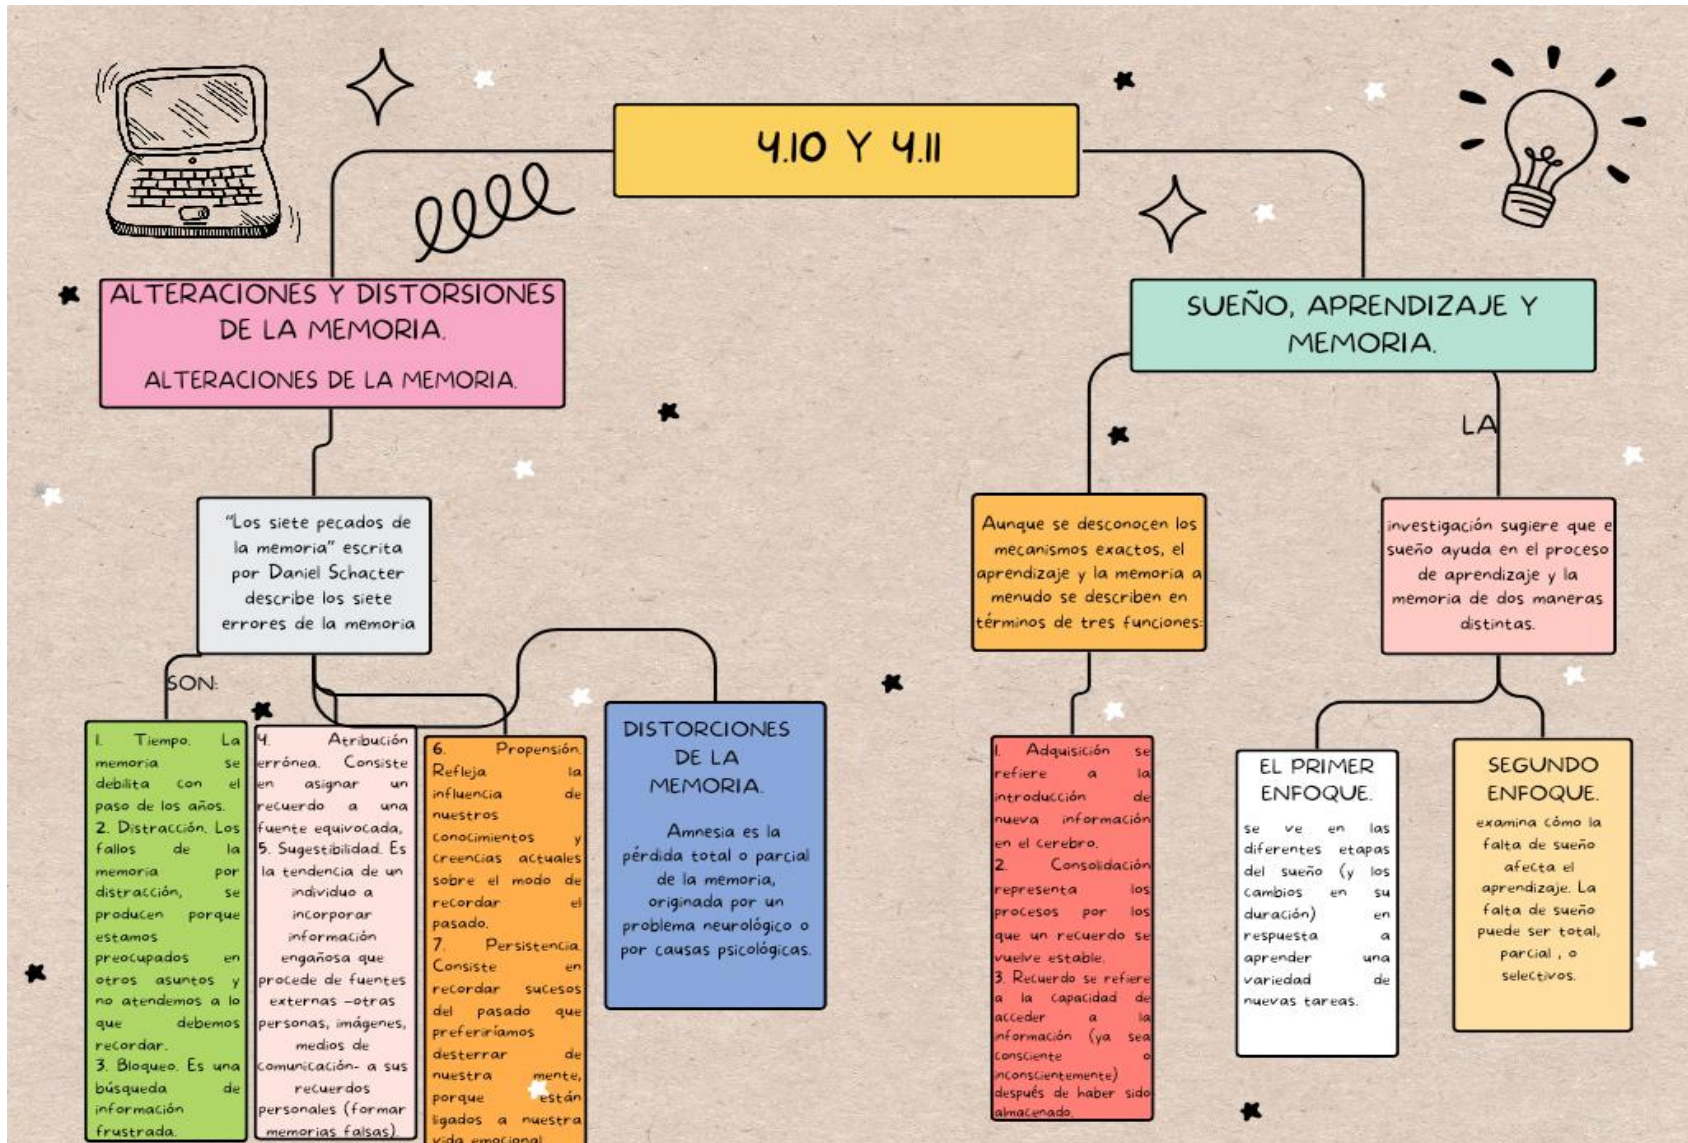 4.10 Y 4.11
ALTERACIONES Y DISTORSIONES
DE LA MEMORIA.
ALTERACIONES DE LA MEMORIA.
"Los siete pecados de
la memoria" escrita
por Daniel Schacter
describe los siete
errores de la memoria
SON:
1. Tiempo. La
memoria se
debilita con el
paso de los años.
2. Distracción. Los
fallos de la
memoria por
distracción, se
producen porque
estamos
preocupados en
otros asuntos y
no atendemos a lo
que debemos
recordar.
3. Bloqueo. Es una
búsqueda de
información
frustrada.
4. Atribución
errónea. Consiste
en asignar un
recuerdo a una
fuente equivocada,
5. Sugestibilidad. Es
la tendencia de un
individuo a
incorporar
información
engañosa que
procede de fuentes
externas -otras
personas, imágenes,
medios de
comunicación- a sus
recuerdos
personales (formar
memorias falsas).
6. Propensión.
Refleja la
influencia de
nuestros
conocimientos y
creencias actuales
sobre el modo de
recordar el
pasado.
7. Persistencia.
Consiste en
recordar sucesos
del pasado que
preferiríamos
desterrar de
nuestra mente,
porque están
ligados a nuestra
vida emocional
DISTORCIONES
DE LA
MEMORIA.
Amnesia es la
pérdida total o parcial
de la memoria,
originada por un
problema neurológico o
por causas psicológicas.
SUEÑO, APRENDIZAJE Y
MEMORIA.
Aunque se desconocen los
mecanismos exactos, el
aprendizaje y la memoria a
menudo se describen en
términos de tres funciones:
1. Adquisición se
refiere a la
introducción de
nueva información
en el cerebro.
2. Consolidación
representa los
procesos por los
que un recuerdo se
vuelve estable.
3. Recuerdo se refiere
a la capacidad de
acceder a la
información (ya sea
consciente o
inconscientemente)
después de haber sido
almacenado.
LA
investigación sugiere que e
sueño ayuda en el proceso
de aprendizaje y la
memoria de dos maneras
distintas.
EL PRIMER
ENFOQUE.
se ve en las
diferentes etapas
del sueño (y los
cambios en su
duración) en
respuesta a
aprender una
variedad de
nuevas tareas.
SEGUNDO
ENFOQUE.
examina cómo la
falta de sueño
afecta el
aprendizaje. La
falta de sueño
puede ser total,
parcial , o
selectivos.